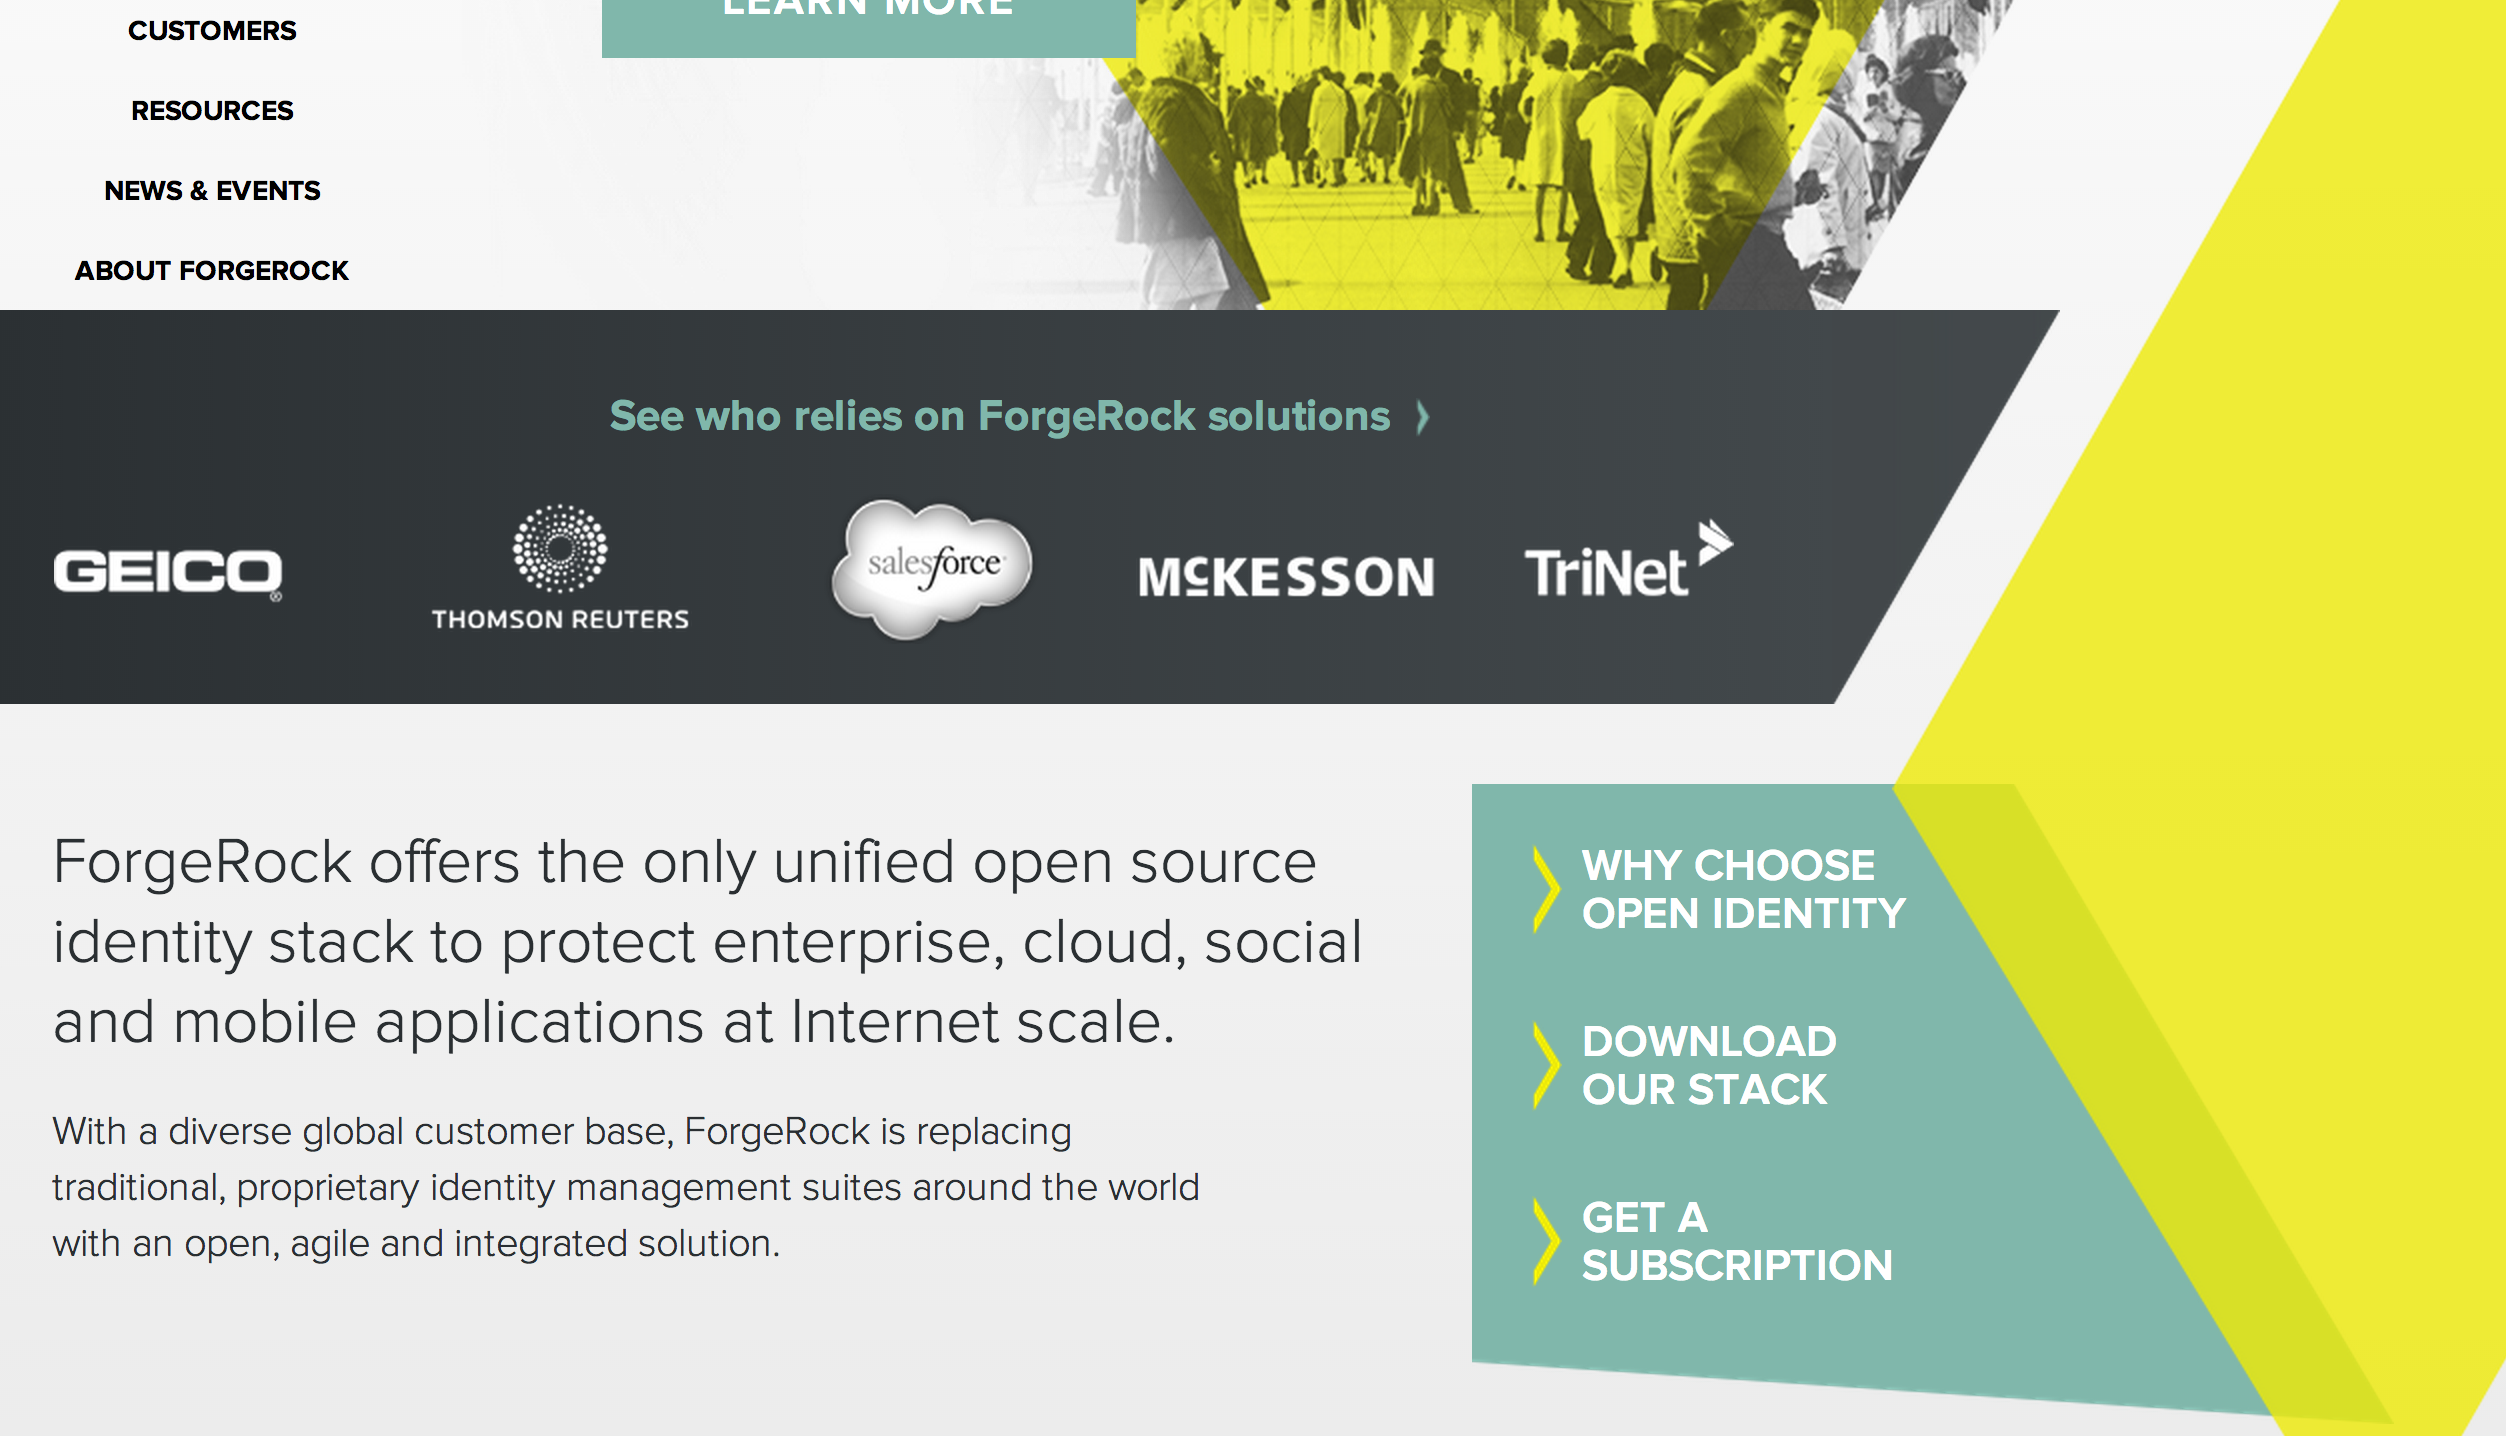 LEARN MORE
CUSTOMERS
RESOURCES
NEWS & EVENTS
ABOUT FORGEROCK
See who relies on ForgeRock solutions
GEICO®
THOMSON REUTERS
salesforce
MCKESSON
TriNet
ForgeRock offers the only unified open source
identity stack to protect enterprise, cloud, social
and mobile applications at Internet scale.
With a diverse global customer base, ForgeRock is replacing
traditional, proprietary identity management suites around the world
with an open, agile and integrated solution.
WHY CHOOSE
OPEN IDENTITY
DOWNLOAD
OUR STACK
GET A
SUBSCRIPTION